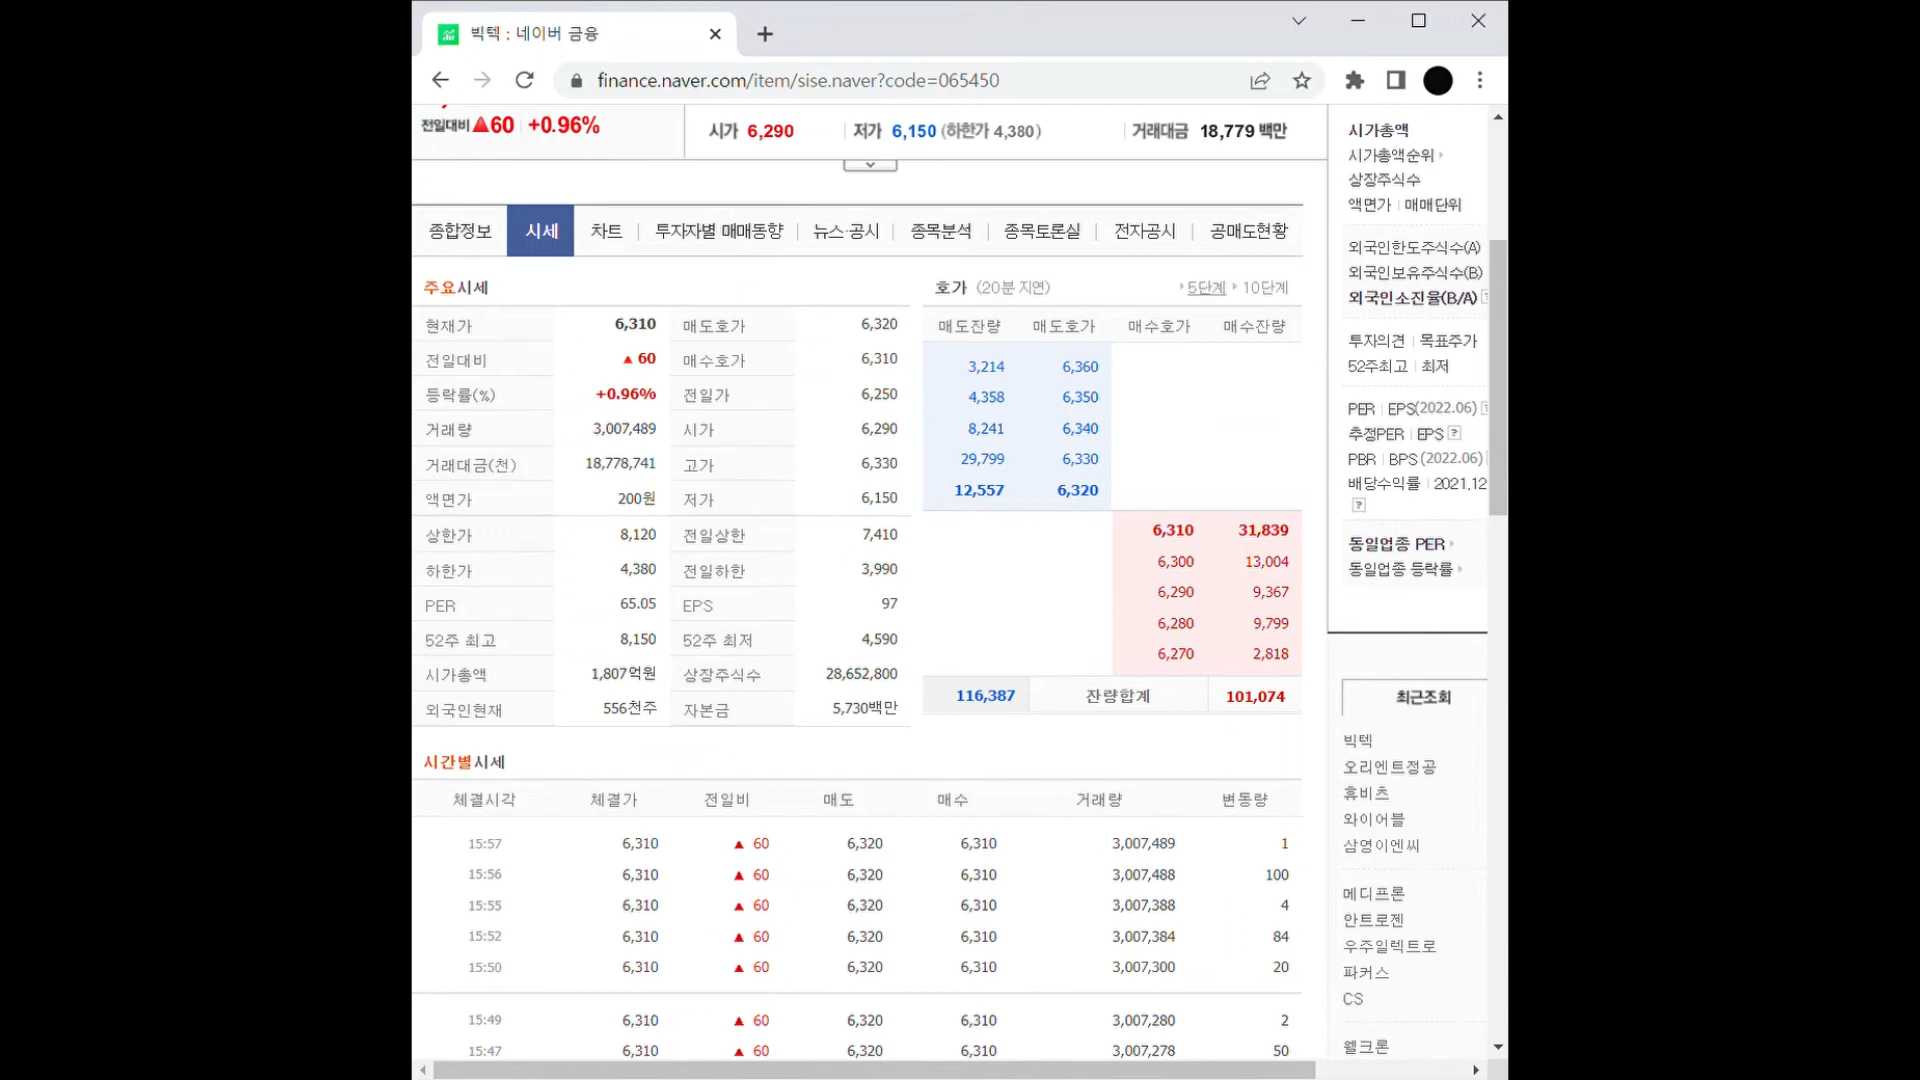 빅텍 : 네이버 금융
finance.naver.com/item/sise.naver?code=065450
전일대비 ▲60 +0.96%
시가 6,290 저가 6,150 (하한가 4,380) 거래대금 18,779 백만
종합정보 시세 차트 투자자별 매매동향 뉴스·공시 종목분석 종목토론실 전자공시 공매도현황
주요시세
현재가 6,310 매도호가 6,320
전일대비 ▲ 60 매수호가 6,310
등락률(%) +0.96% 전일가 6,250
거래량 3,007,489 시가 6,290
거래대금(천) 18,778,741 고가 6,330
액면가 200원 저가 6,150
상한가 8,120 전일상한 7,410
하한가 4,380 전일하한 3,990
PER 65.05 EPS 97
52주 최고 8,150 52주 최저 4,590
시가총액 1,807억원 상장주식수 28,652,800
외국인현재 556천주 자본금 5,730백만
호가 (20분 지연) 5단계 10단계
매도잔량 매도호가 매수호가 매수잔량
3,214 6,360
4,358 6,350
8,241 6,340
29,799 6,330
12,557 6,320
6,310 31,839
6,300 13,004
6,290 9,367
6,280 9,799
6,270 2,818
116,387 잔량합계 101,074
시간별시세
체결시각 체결가 전일비 매도 매수 거래량 변동량
15:57 6,310 ▲ 60 6,320 6,310 3,007,489 1
15:56 6,310 ▲ 60 6,320 6,310 3,007,488 100
15:55 6,310 ▲ 60 6,320 6,310 3,007,388 4
15:52 6,310 ▲ 60 6,320 6,310 3,007,384 84
15:50 6,310 ▲ 60 6,320 6,310 3,007,300 20
15:49 6,310 ▲ 60 6,320 6,310 3,007,280 2
15:47 6,310 ▲ 60 6,320 6,310 3,007,278 50
시가총액
시가총액순위
상장주식수
액면가 매매단위
외국인한도주식수(A)
외국인보유주식수(B)
외국인소진율(B/A) ?
투자의견 목표주가
52주최고 최저
PER EPS(2022.06) ?
추정PER EPS ?
PBR BPS (2022.06)
배당수익률 2021.12
?
동일업종 PER
동일업종 등락률
최근조회
빅텍
오리엔트정공
휴비츠
와이어블
삼영이엔씨
메디프론
안트로젠
우주일렉트로
파커스
CS
웰크론